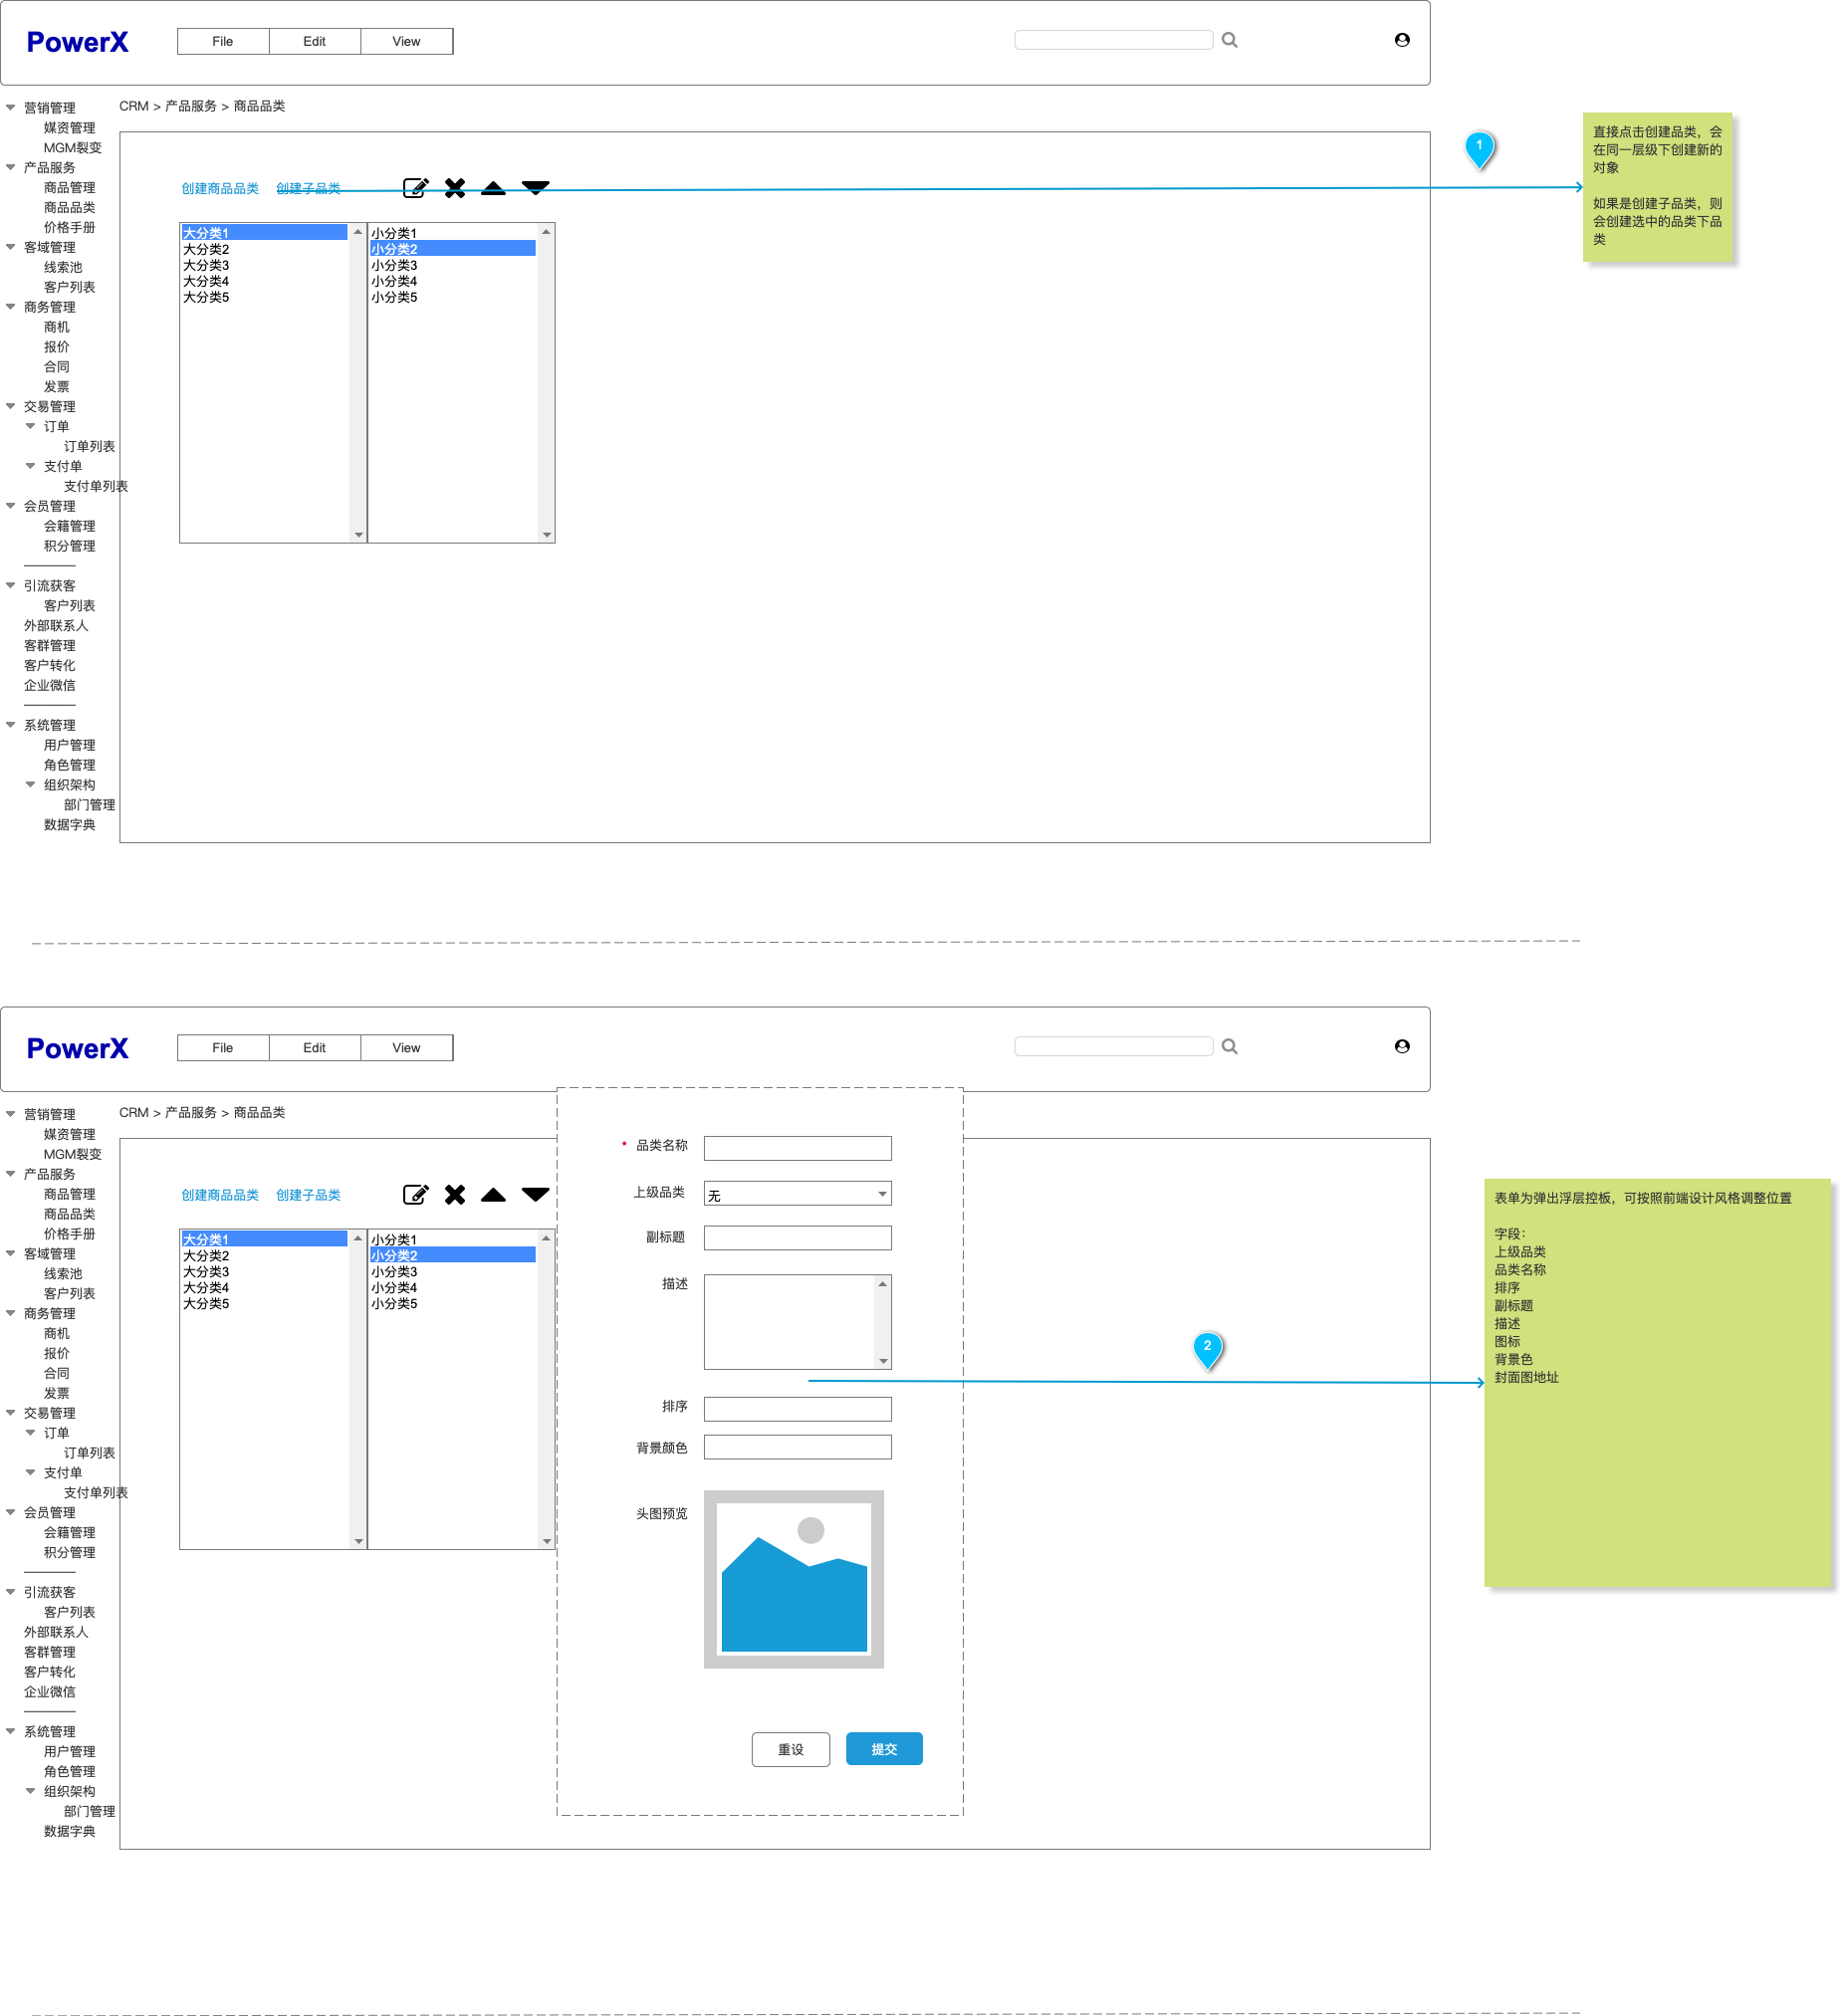 PowerX
File Edit View
CRM > 产品服务 > 商品品类
营销管理
媒资管理
MGM裂变
产品服务
商品管理
商品品类
价格手册
客域管理
线索池
客户列表
商务管理
商机
报价
合同
发票
交易管理
订单
订单列表
支付单
支付单列表
会员管理
会籍管理
积分管理
引流获客
客户列表
外部联系人
客群管理
客户转化
企业微信
系统管理
用户管理
角色管理
组织架构
部门管理
数据字典
创建商品品类 创建子品类
大分类1
大分类2
大分类3
大分类4
大分类5
小分类1
小分类2
小分类3
小分类4
小分类5
1
直接点击创建品类，会
在同一层级下创建新的
对象
如果是创建子品类，则
会创建选中的品类下品
类
PowerX
File Edit View
CRM > 产品服务 > 商品品类
营销管理
媒资管理
MGM裂变
产品服务
商品管理
商品品类
价格手册
客域管理
线索池
客户列表
商务管理
商机
报价
合同
发票
交易管理
订单
订单列表
支付单
支付单列表
会员管理
会籍管理
积分管理
引流获客
客户列表
外部联系人
客群管理
客户转化
企业微信
系统管理
用户管理
角色管理
组织架构
部门管理
数据字典
创建商品品类 创建子品类
大分类1
大分类2
大分类3
大分类4
大分类5
小分类1
小分类2
小分类3
小分类4
小分类5
* 品类名称
上级品类 无
副标题
描述
排序
背景颜色
头图预览
重设 提交
2
表单为弹出浮层控板，可按照前端设计风格调整位置
字段：
上级品类
品类名称
排序
副标题
描述
图标
背景色
封面图地址